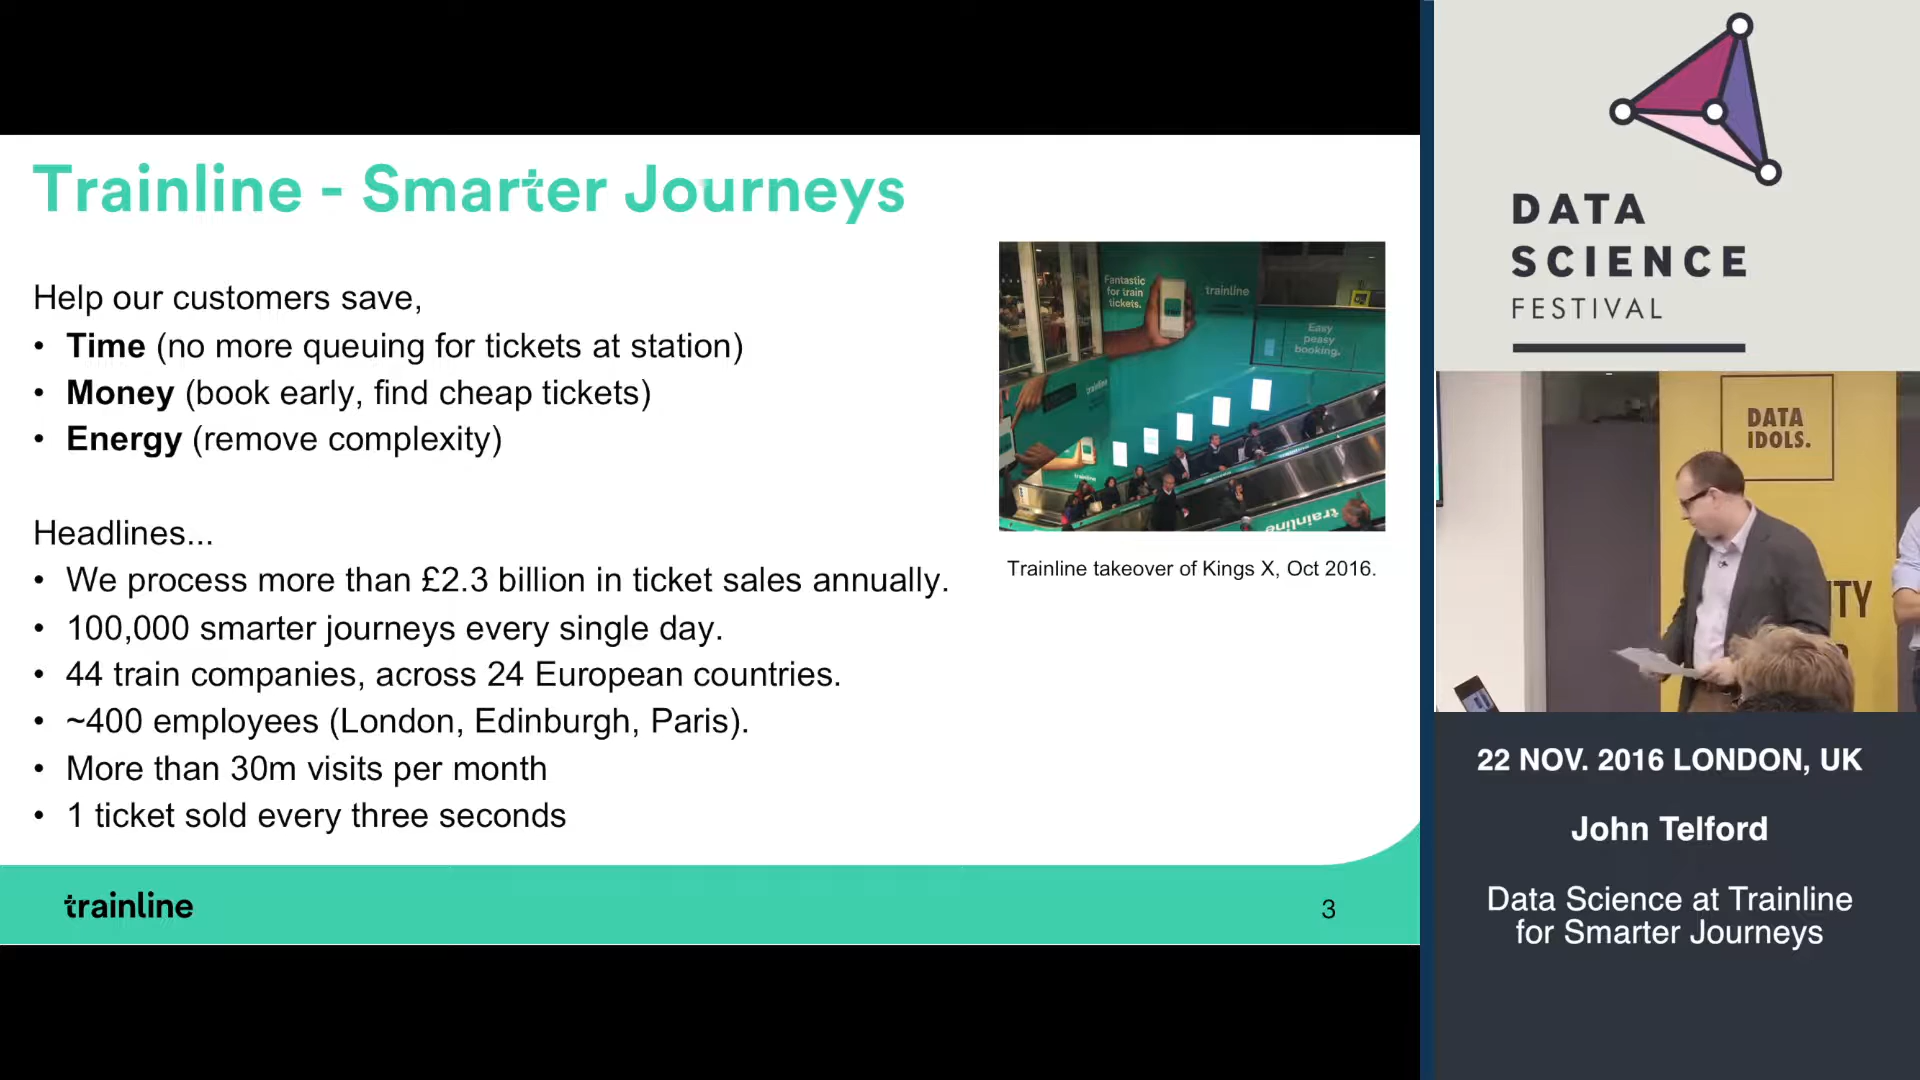 Trainline - Smarter Journeys
Help our customers save,
• Time (no more queuing for tickets at station)
• Money (book early, find cheap tickets)
• Energy (remove complexity)
Headlines...
• We process more than £2.3 billion in ticket sales annually.
• 100,000 smarter journeys every single day.
• 44 train companies, across 24 European countries.
• ~400 employees (London, Edinburgh, Paris).
• More than 30m visits per month
• 1 ticket sold every three seconds
Fantastic
for train
tickets.
trainline
Easy
peasy
booking.
trainline
trainline
trainline
Trainline takeover of Kings X, Oct 2016.
trainline
3
DATA
SCIENCE
FESTIVAL
DATA
IDOLS.
ITY
22 NOV. 2016 LONDON, UK
John Telford
Data Science at Trainline
for Smarter Journeys